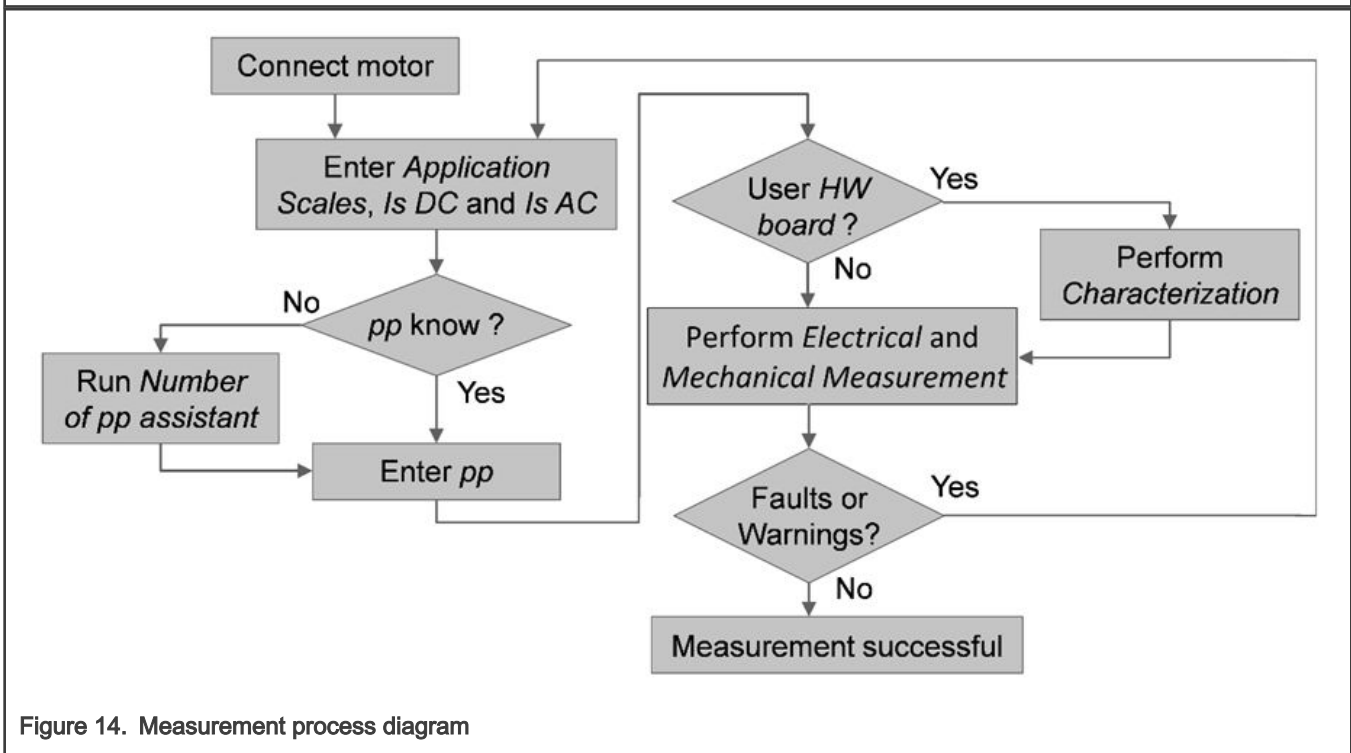 Connect motor
Enter Application
Scales, Is DC and Is AC
pp know ?
No
Run Number
of pp assistant
Yes
Enter pp
User HW
board ?
Yes
Perform
Characterization
No
Perform Electrical and
Mechanical Measurement
Faults or
Warnings?
Yes
No
Measurement successful
Figure 14. Measurement process diagram